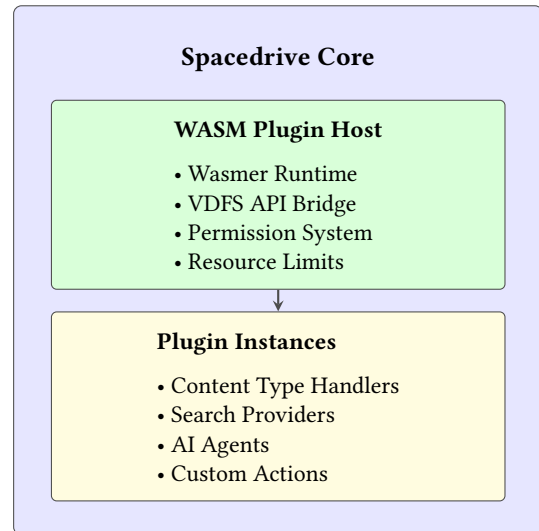 Spacedrive Core
WASM Plugin Host
• Wasmer Runtime
• VDFS API Bridge
• Permission System
• Resource Limits
Plugin Instances
• Content Type Handlers
• Search Providers
• AI Agents
• Custom Actions